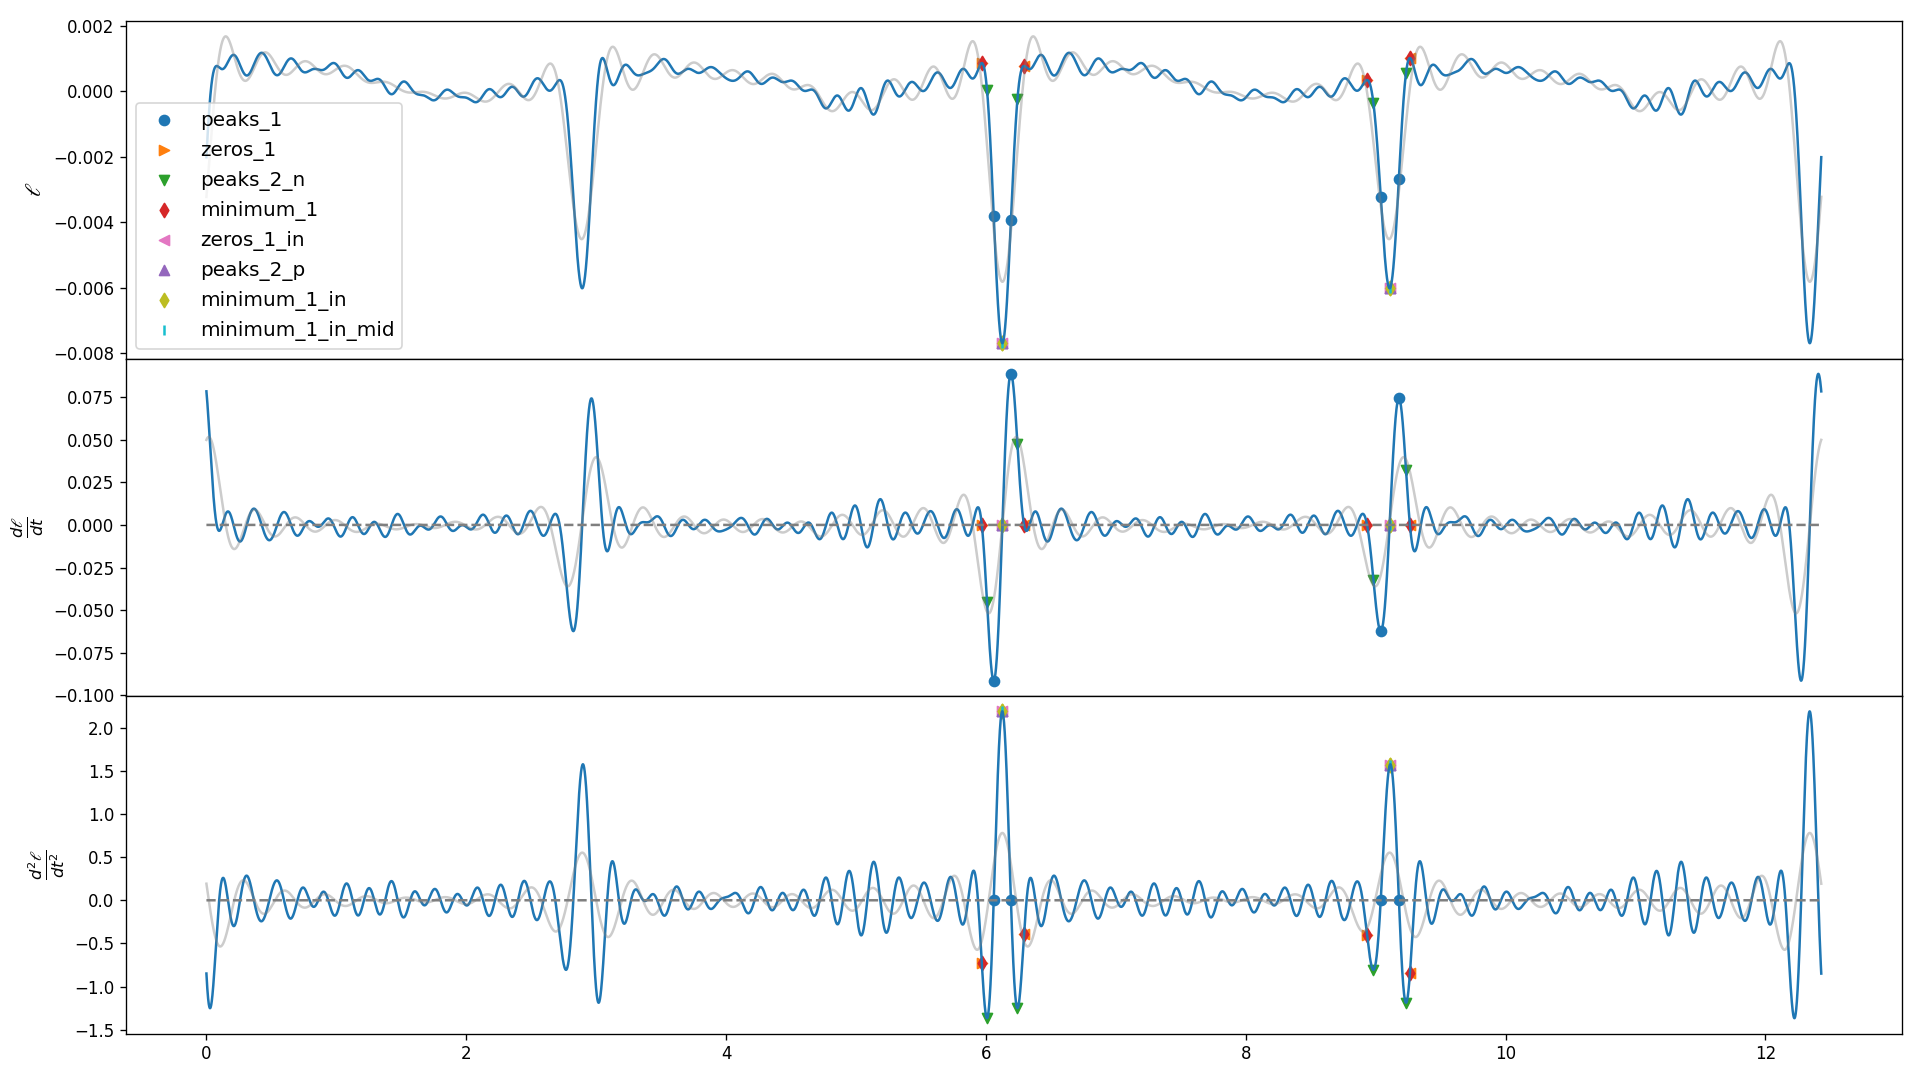 0.002
0.000
−0.002
−0.004
−0.006
−0.008
ℓ
peaks_1
zeros_1
peaks_2_n
minimum_1
zeros_1_in
peaks_2_p
minimum_1_in
minimum_1_in_mid
0.075
0.050
0.025
0.000
−0.025
−0.050
−0.075
−0.100
dℓ
dt
2.0
1.5
1.0
0.5
0.0
−0.5
−1.0
−1.5
d²ℓ
dt²
0 2 4 6 8 10 12